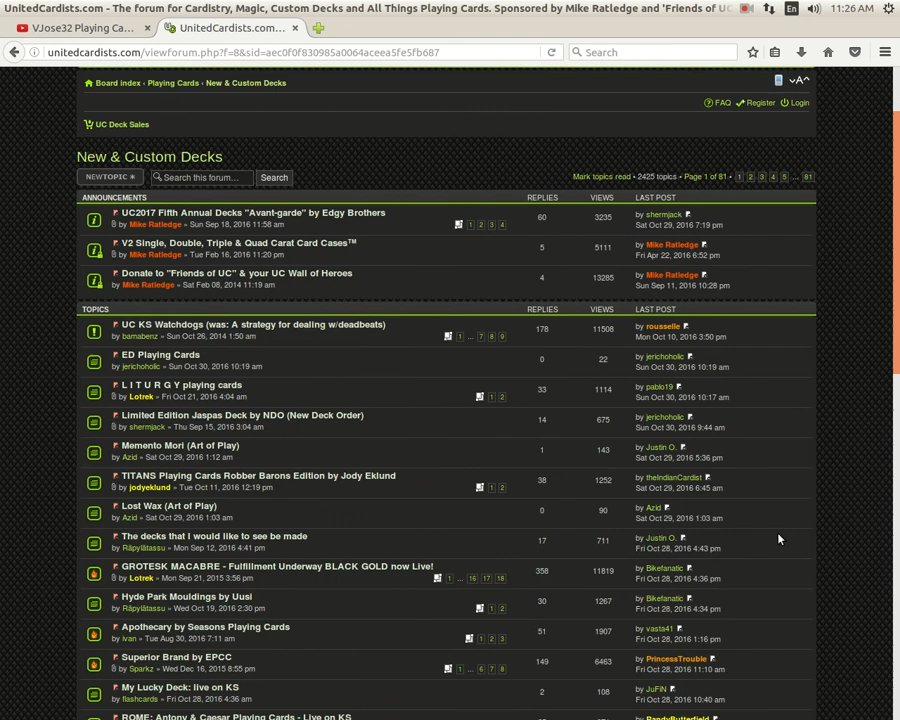 UnitedCardists.com - The forum for Cardistry, Magic, Custom Decks and All Things Playing Cards. Sponsored by Mike Ratledge and 'Friends of UC
En
11:26 AM
VJose32 Playing Ca...
UnitedCardists.com...
unitedcardists.com/viewforum.php?f=8&sid=aec0f0f830985a0064aceea5fe5fb687
Search
Board index ‹ Playing Cards ‹ New & Custom Decks
FAQ Register Login
UC Deck Sales
New & Custom Decks
NEWTOPIC *
Search this forum...
Search
Mark topics read • 2425 topics • Page 1 of 81 • 1 2 3 4 5 ... 81
ANNOUNCEMENTS REPLIES VIEWS LAST POST
UC2017 Fifth Annual Decks "Avant-garde" by Edgy Brothers
by Mike Ratledge » Sun Sep 18, 2016 11:58 am
1 2 3 4
60 3235
by shermjack
Sat Oct 29, 2016 7:19 pm
V2 Single, Double, Triple & Quad Carat Card Cases™
by Mike Ratledge » Tue Feb 16, 2016 11:20 pm
5 5111
by Mike Ratledge
Fri Apr 22, 2016 6:52 pm
Donate to "Friends of UC" & your UC Wall of Heroes
by Mike Ratledge » Sat Feb 08, 2014 11:19 am
4 13285
by Mike Ratledge
Sun Sep 11, 2016 10:28 pm
TOPICS REPLIES VIEWS LAST POST
UC KS Watchdogs (was: A strategy for dealing w/deadbeats)
by bamabenz » Sun Oct 26, 2014 1:50 am
1 ... 7 8 9
178 11508
by rousselle
Mon Oct 10, 2016 3:50 pm
ED Playing Cards
by jerichoholic » Sun Oct 30, 2016 10:19 am
0 22
by jerichoholic
Sun Oct 30, 2016 10:19 am
L I T U R G Y playing cards
by Lotrek » Fri Oct 21, 2016 4:04 am
1 2
33 1114
by pablo19
Sun Oct 30, 2016 10:17 am
Limited Edition Jaspas Deck by NDO (New Deck Order)
by shermjack » Thu Sep 15, 2016 3:04 am
14 675
by jerichoholic
Sun Oct 30, 2016 9:44 am
Memento Mori (Art of Play)
by Azid » Sat Oct 29, 2016 1:12 am
1 143
by Justin O.
Sat Oct 29, 2016 5:36 pm
TITANS Playing Cards Robber Barons Edition by Jody Eklund
by jodyeklund » Tue Oct 11, 2016 12:19 pm
1 2
38 1252
by theIndianCardist
Sat Oct 29, 2016 6:45 am
Lost Wax (Art of Play)
by Azid » Sat Oct 29, 2016 1:03 am
0 90
by Azid
Sat Oct 29, 2016 1:03 am
The decks that I would like to see be made
by Räpylätassu » Mon Sep 12, 2016 4:41 pm
17 711
by Justin O.
Fri Oct 28, 2016 4:43 pm
GROTESK MACABRE - Fulfillment Underway BLACK GOLD now Live!
by Lotrek » Mon Sep 21, 2015 3:56 pm
1 ... 16 17 18
358 11819
by Bikefanatic
Fri Oct 28, 2016 4:36 pm
Hyde Park Mouldings by Uusi
by Räpylätassu » Wed Oct 19, 2016 2:30 pm
1 2
30 1267
by Bikefanatic
Fri Oct 28, 2016 4:34 pm
Apothecary by Seasons Playing Cards
by ivan » Tue Aug 30, 2016 7:11 am
1 2 3
51 1907
by vasta41
Fri Oct 28, 2016 1:16 pm
Superior Brand by EPCC
by Sparkz » Wed Dec 16, 2015 8:55 pm
1 ... 6 7 8
149 6463
by PrincessTrouble
Fri Oct 28, 2016 11:10 am
My Lucky Deck: live on KS
by flashcards » Fri Oct 28, 2016 4:36 am
2 108
by JuFiN
Fri Oct 28, 2016 10:40 am
ROME: Antony & Caesar Playing Cards - Live on KS
by RandyButterfield